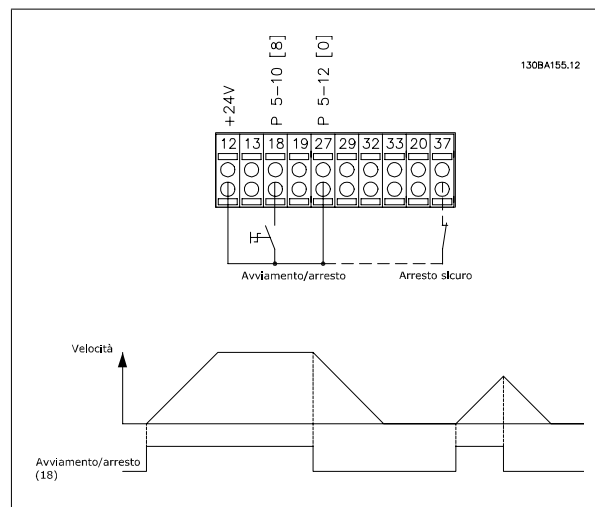 130BA155.12
+24V
P 5-10 [8]
P 5-12 [0]
12 13 18 19 27 29 32 33 20 37
Avviamento/arresto
Arresto sicuro
Velocità
Avviamento/arresto
(18)